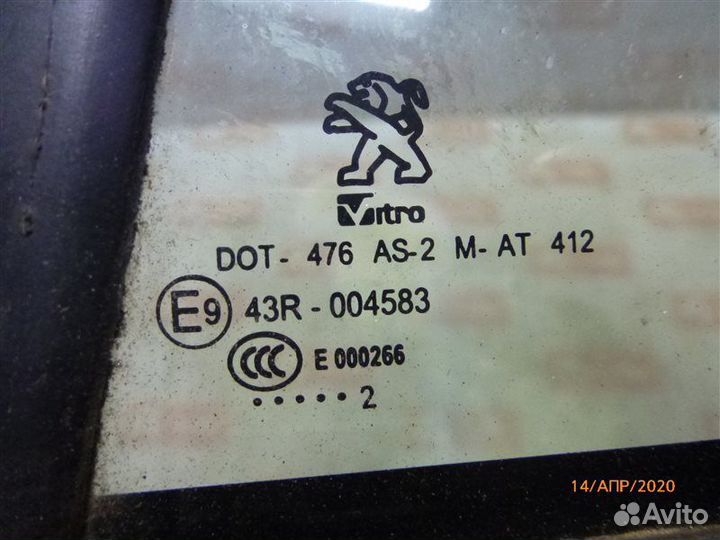 Vitro
DOT- 476 AS-2 M- AT 412
E9 43R - 004583
CCC E 000266
• • • • • 2
14/АПР/2020
Avito